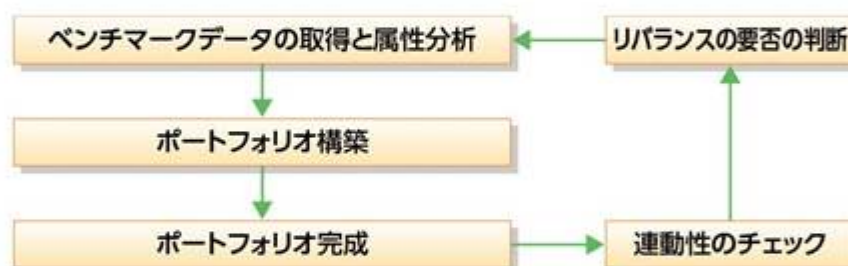 ベンチマークデータの取得と属性分析
リバランスの要否の判断
ポートフォリオ構築
ポートフォリオ完成
連動性のチェック